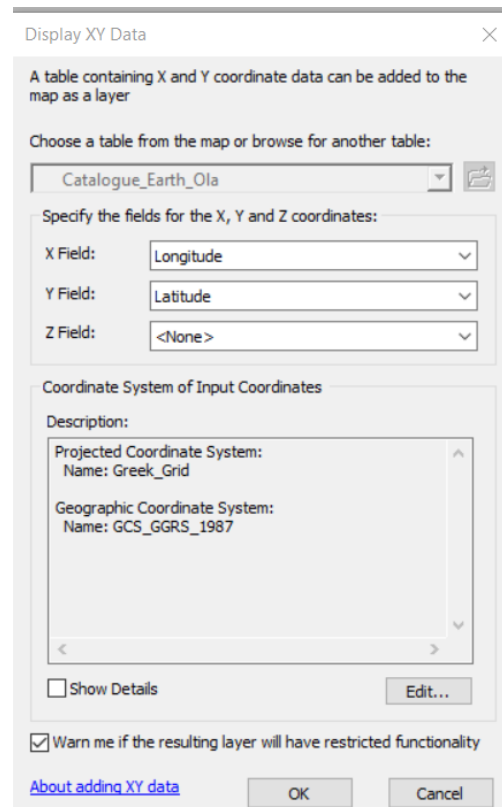 Display XY Data
A table containing X and Y coordinate data can be added to the
map as a layer
Choose a table from the map or browse for another table:
Catalogue_Earth_Ola
Specify the fields for the X, Y and Z coordinates:
X Field: Longitude
Y Field: Latitude
Z Field: <None>
Coordinate System of Input Coordinates
Description:
Projected Coordinate System:
Name: Greek_Grid
Geographic Coordinate System:
Name: GCS_GGRS_1987
Show Details Edit...
Warn me if the resulting layer will have restricted functionality
About adding XY data OK Cancel